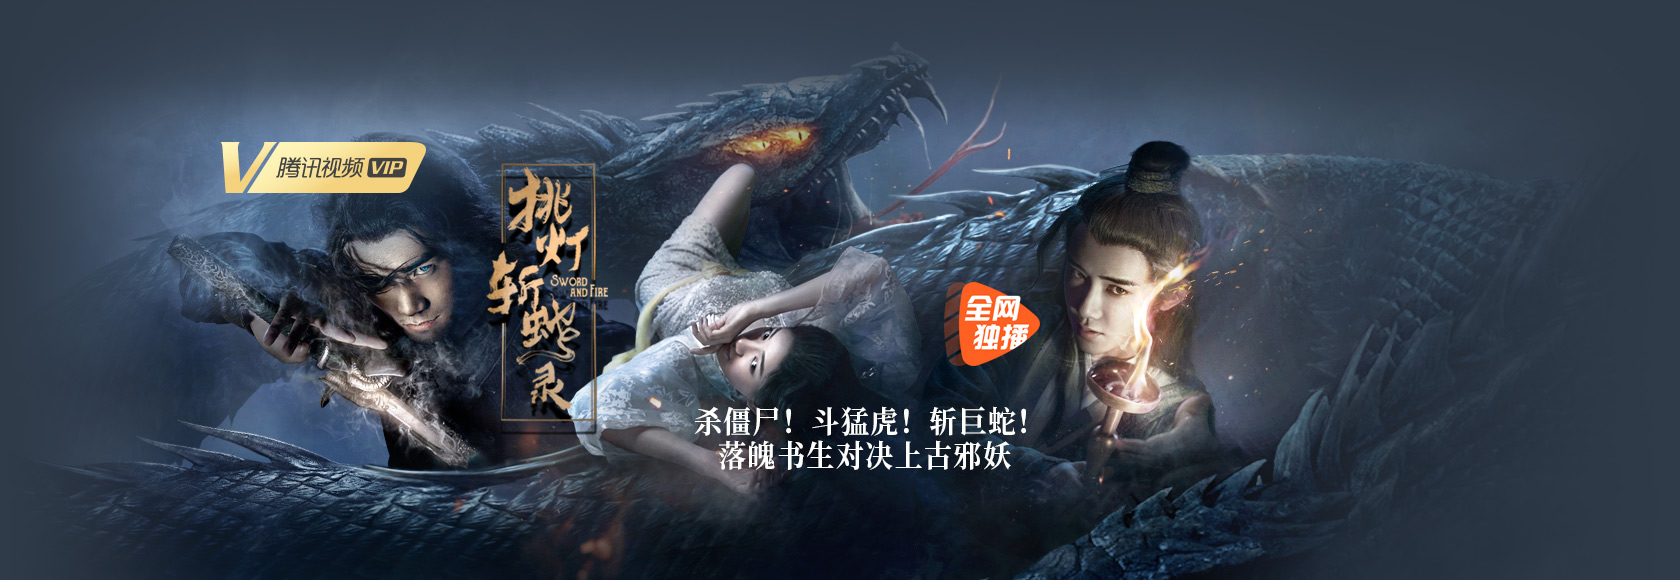 腾讯视频 VIP
挑灯斩蛇录
SWORD
AND FIRE
全网
独播
杀僵尸！斗猛虎！斩巨蛇！
落魄书生对决上古邪妖